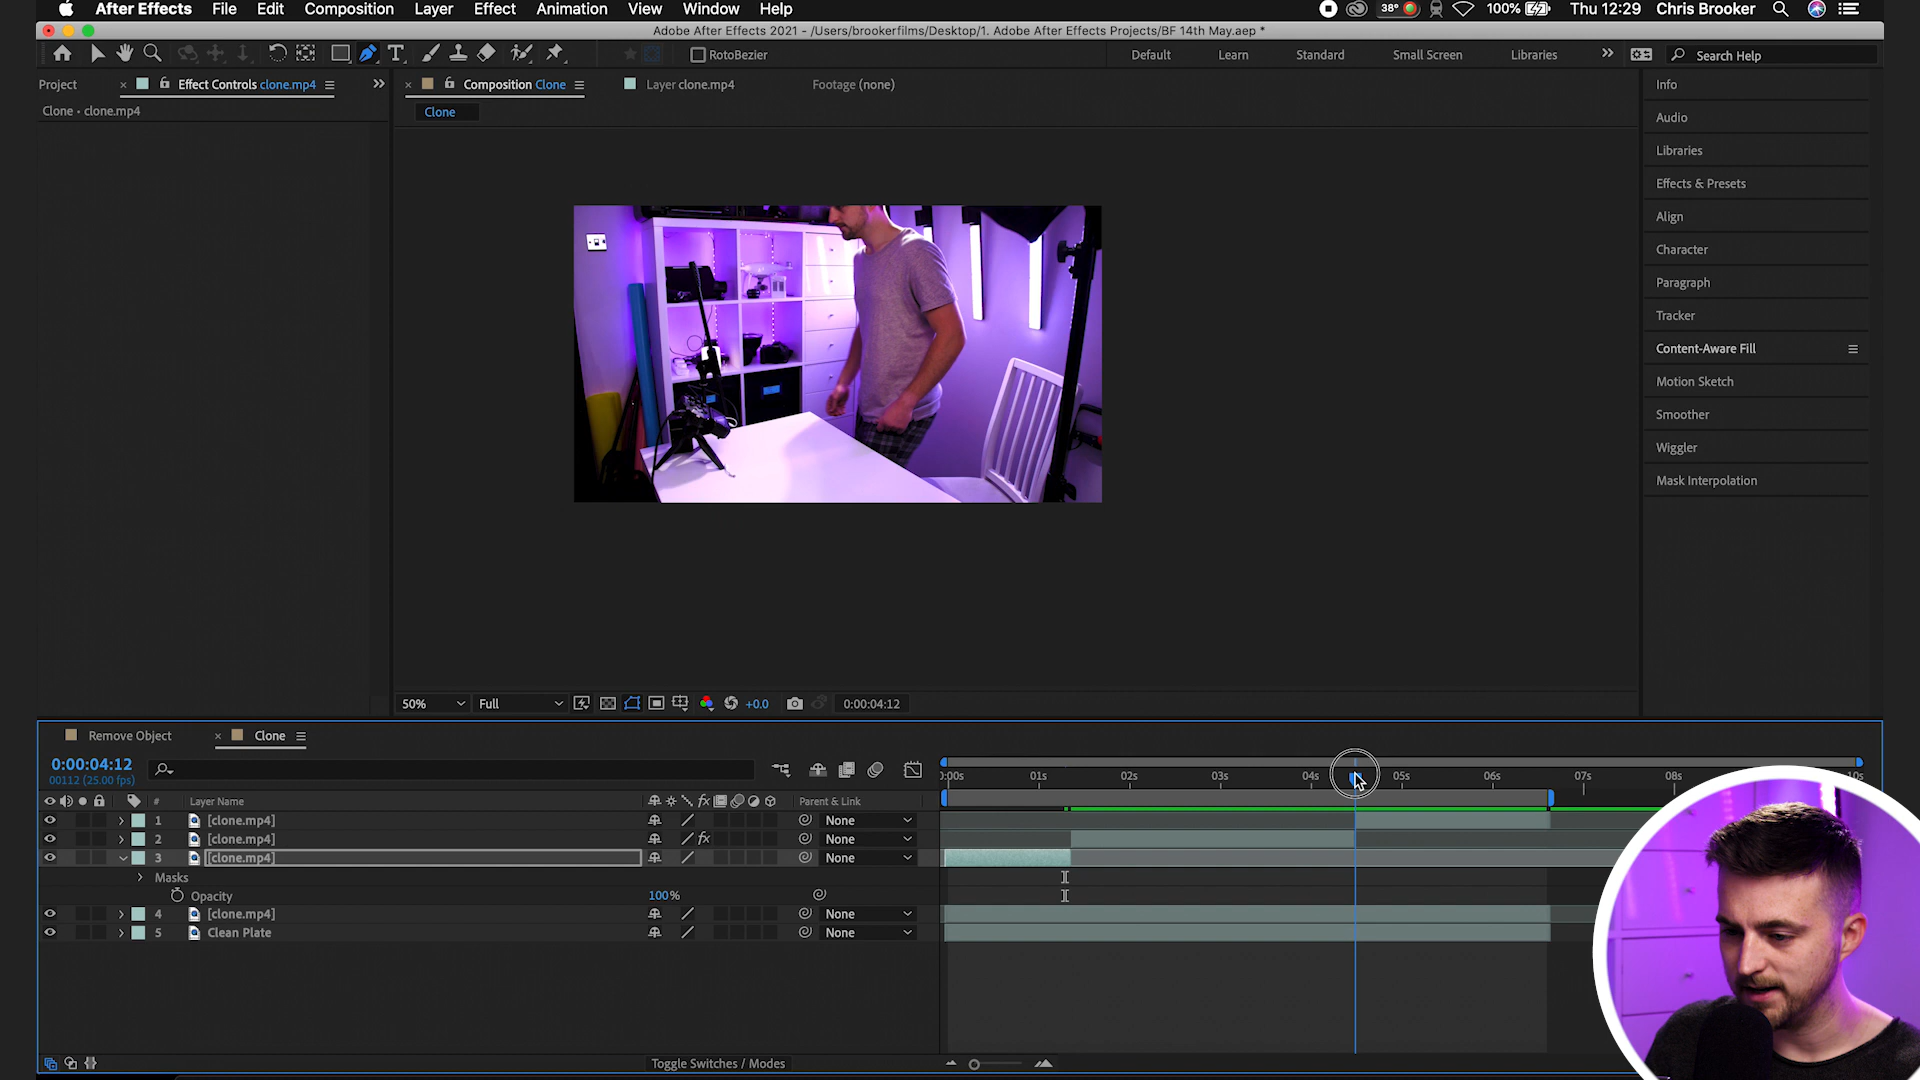 After Effects File Edit Composition Layer Effect Animation View Window Help 38° 100% Thu 12:29 Chris Brooker
Adobe After Effects 2021 - /Users/brookerfilms/Desktop/1. Adobe After Effects Projects/BF 14th May.aep *
RotoBezier Default Learn Standard Small Screen Libraries Search Help
Project Effect Controls clone.mp4 Composition Clone Layer clone.mp4 Footage (none) Info
Clone • clone.mp4 Clone
Audio
Libraries
Effects & Presets
Align
Character
Paragraph
Tracker
Content-Aware Fill
Motion Sketch
Smoother
Wiggler
Mask Interpolation
50% Full +0.0 0:00:04:12
Remove Object Clone
0:00:04:12
00112 (25.00 fps)
):00s 01s 02s 03s 04s 05s 06s 07s 08s 10s
# Layer Name Parent & Link
1 [clone.mp4] None
2 [clone.mp4] fx None
3 [clone.mp4] None
Masks
Opacity 100%
4 [clone.mp4] None
5 Clean Plate None
Toggle Switches / Modes